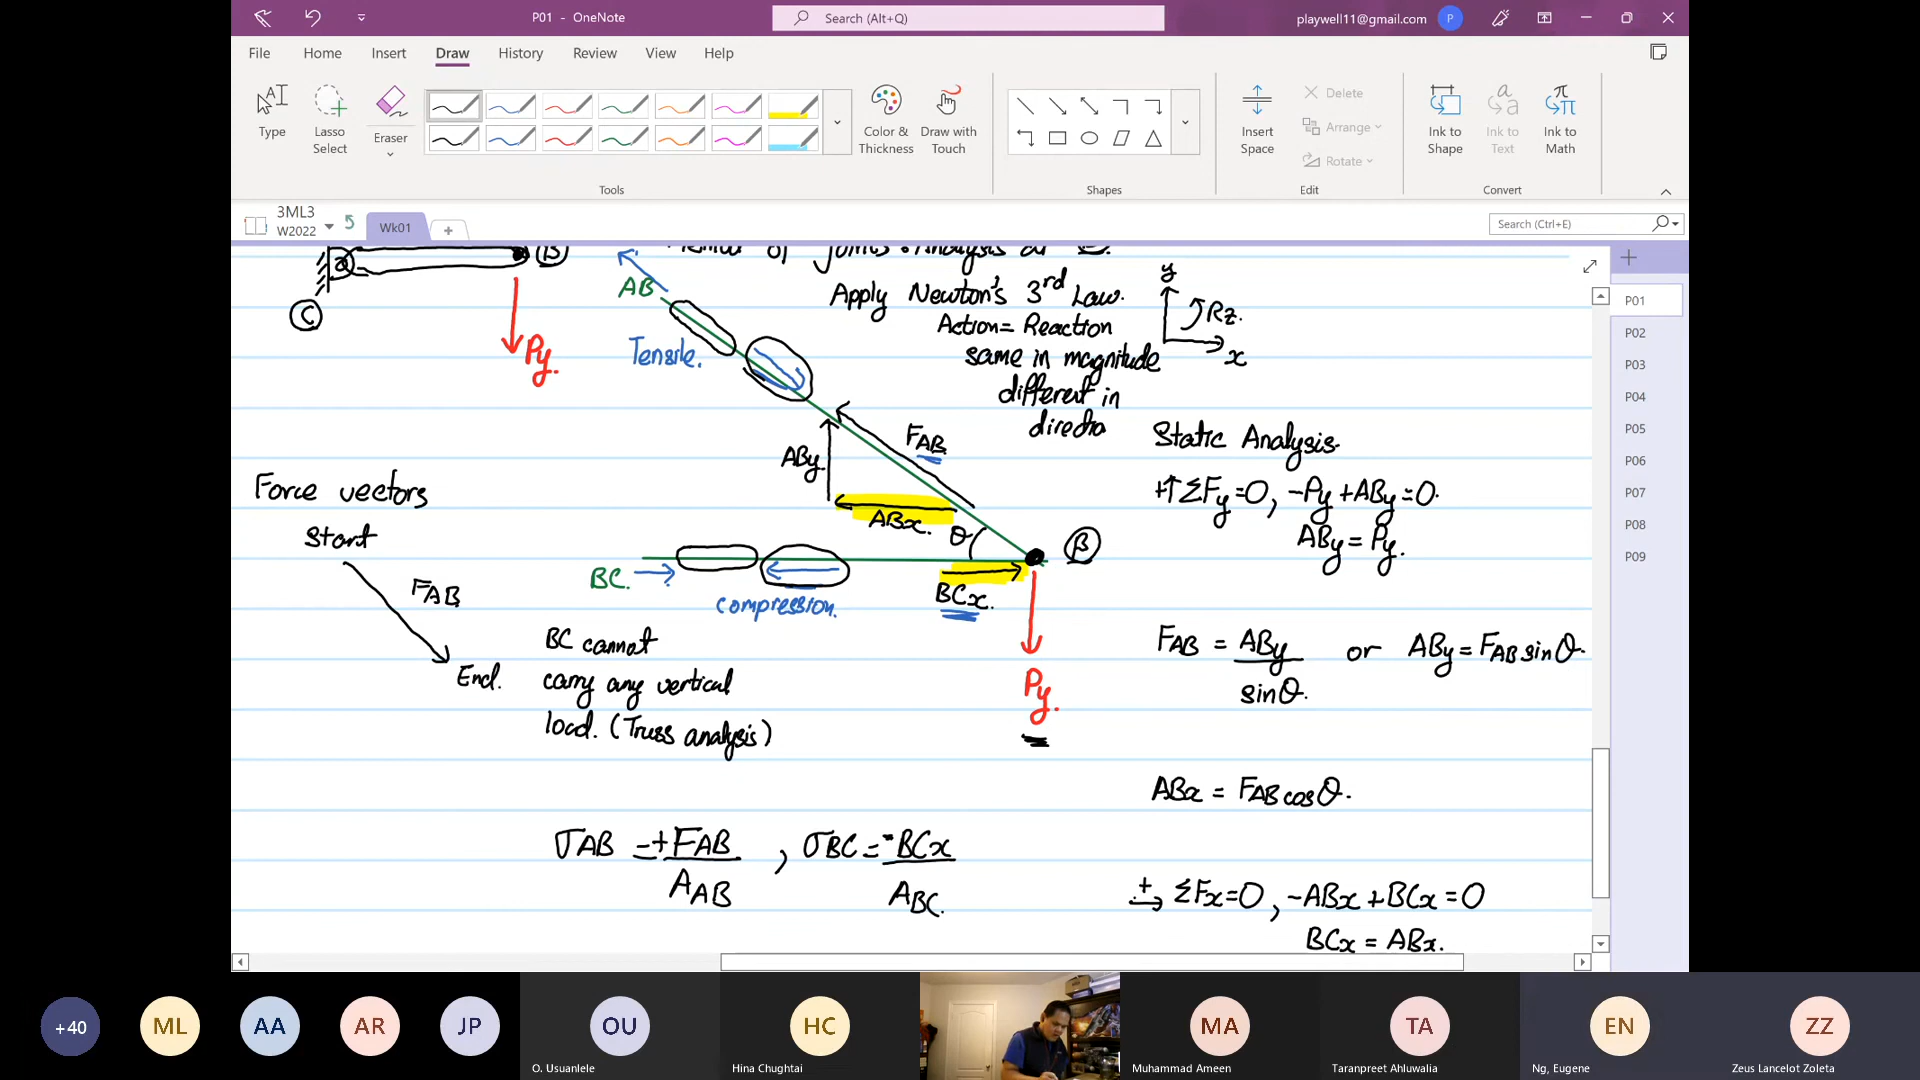 P01 - OneNote
Search (Alt+Q)
playwell11@gmail.com
P
File Home Insert Draw History Review View Help
Type
Lasso Select
Eraser
Color & Thickness
Draw with Touch
Insert Space
Delete
Arrange
Rotate
Ink to Shape
Ink to Text
Ink to Math
Tools
Shapes
Edit
Convert
3ML3 W2022
Wk01
Search (Ctrl+E)
P01
P02
P03
P04
P05
P06
P07
P08
P09
of joints : Analysis at
B
C
Py.
AB
Tensile.
Apply Newton's 3rd Law.
Action = Reaction
same in magnitude
different in
y
Rz.
x
FAB
ABy
ABx.
θ
B
BC.
compression.
BCx.
Py.
Static Analysis.
+↑ΣFy=0, -Py+ABy=0.
ABy = Py.
Force vectors
Start
FAB
End.
BC cannot
carry any vertical
load. (Truss analysis)
FAB = ABy / sinθ. or ABy = FAB sinθ.
ABx = FAB cosθ.
σAB = +FAB / AAB , σBC = -BCx / ABC.
+→ ΣFx=0, -ABx+BCx=0
BCx = ABx.
+40
ML
AA
AR
JP
OU
O. Usuanlele
HC
Hina Chughtai
MA
Muhammad Ameen
TA
Taranpreet Ahluwalia
EN
Ng, Eugene
ZZ
Zeus Lancelot Zoleta